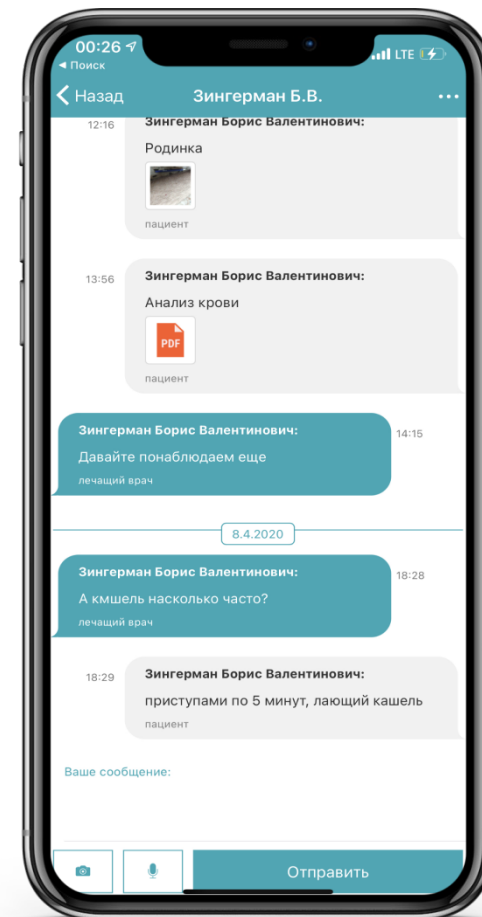 00:26
LTE
◀ Поиск
Назад
Зингерман Б.В.
...
12:16
Зингерман Борис Валентинович:
Родинка
пациент
13:56
Зингерман Борис Валентинович:
Анализ крови
PDF
пациент
Зингерман Борис Валентинович:
14:15
Давайте понаблюдаем еще
лечащий врач
8.4.2020
Зингерман Борис Валентинович:
18:28
А кмшель насколько часто?
лечащий врач
18:29
Зингерман Борис Валентинович:
приступами по 5 минут, лающий кашель
пациент
Ваше сообщение:
Отправить